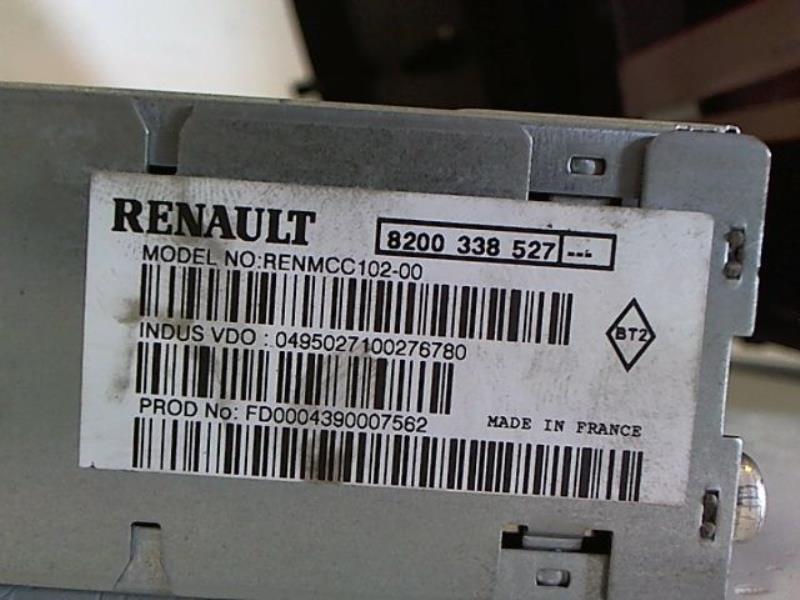 RENAULT
8200 338 527 ---
MODEL NO:RENMCC102-00
INDUS VDO : 0495027100276780
BT2
PROD No: FD0004390007562
MADE IN FRANCE